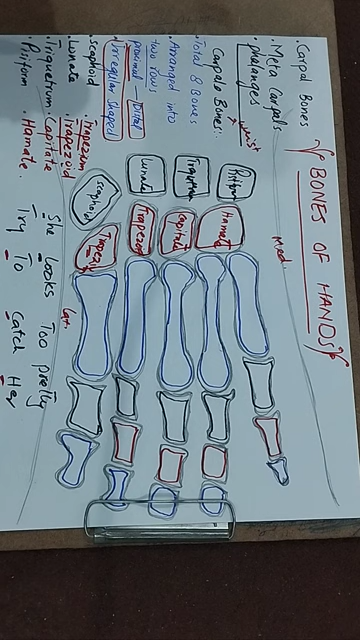 BONES OF HANDS
. Carpal Bones
. Meta Carpals
. phalanges
wrist
Carpal Bones:
. Total 8 Bones
. Arranged into
two rows
proximal — Distal
Irregular Shaped
. Scaphoid Trapezium
. Lunate Trapezoid
. Triquetrum . Capitate
. Pisiform . Hamate.
She Looks Too Pretty
Try To Catch Her
Med.
Pisiform Hamate
Triquetrum Capitate
Lunate Trapezoid
Scaphoid Trapezium
Lat.